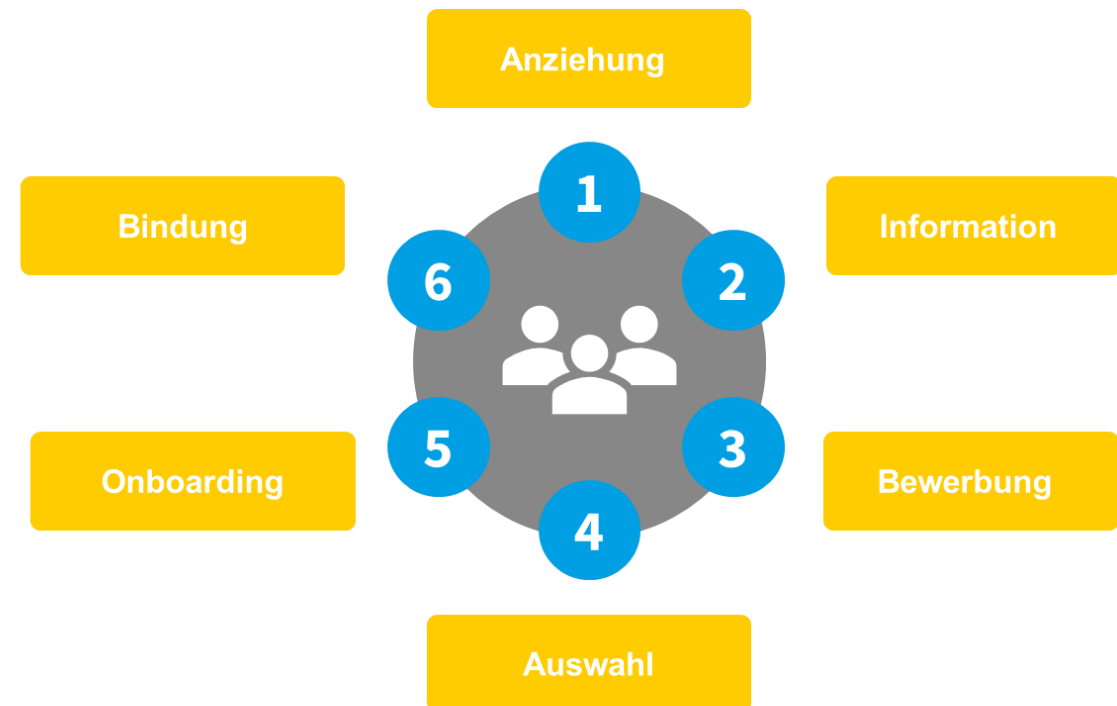 Anziehung
1
Bindung
Information
6
2
5
3
Onboarding
Bewerbung
4
Auswahl